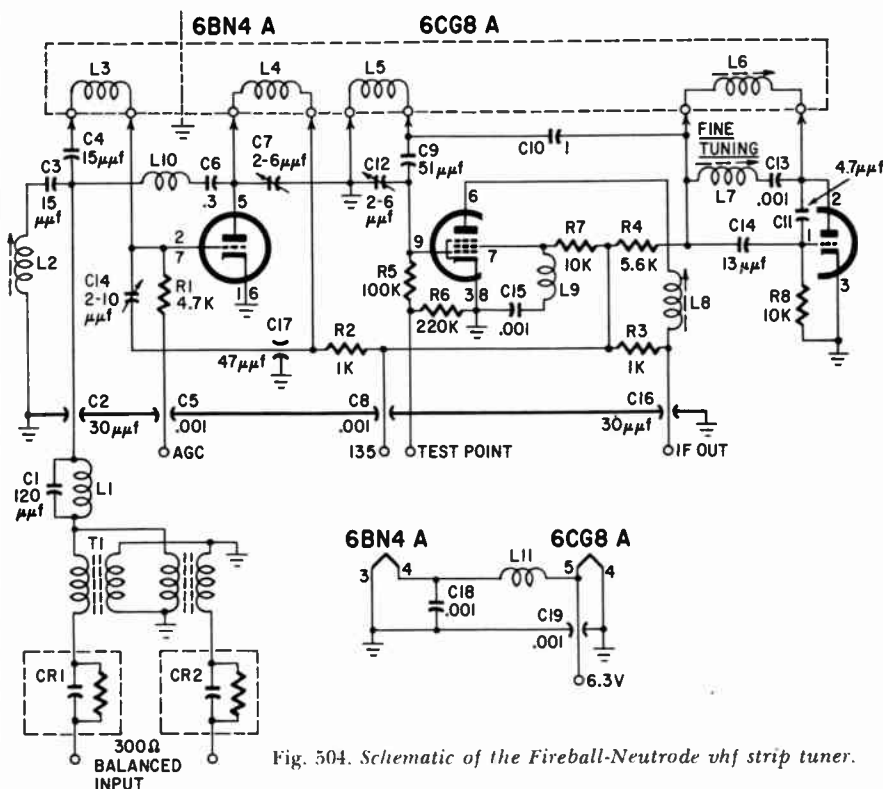 6BN4 A
6CG8 A
L3
L4
L5
L6
C4
15μμf
C3
15
μμf
L10
C6
.3
C7
2-6μμf
C12
2-6
μμf
C9
51μμf
C10
1
FINE
TUNING
L7
C13
.001
4.7μμf
C11
L2
5
2
7
1
6
C14
2-10
μμf
R1
4.7K
C17
47μμf
R2
1K
R5
100K
R6
220K
6
9
7
3
8
C15
.001
L9
R7
10K
R4
5.6K
R3
1K
L8
C14
13μμf
2
1
3
R8
10K
C2
30μμf
C5
.001
C8
.001
C16
30μμf
AGC
135
TEST POINT
IF OUT
C1
120
μμf
L1
T1
CR1
CR2
300Ω
BALANCED
INPUT
6BN4 A
6CG8 A
3
4
L11
5
4
C18
.001
C19
.001
6.3V
Fig. 504. Schematic of the Fireball-Neutrode vhf strip tuner.